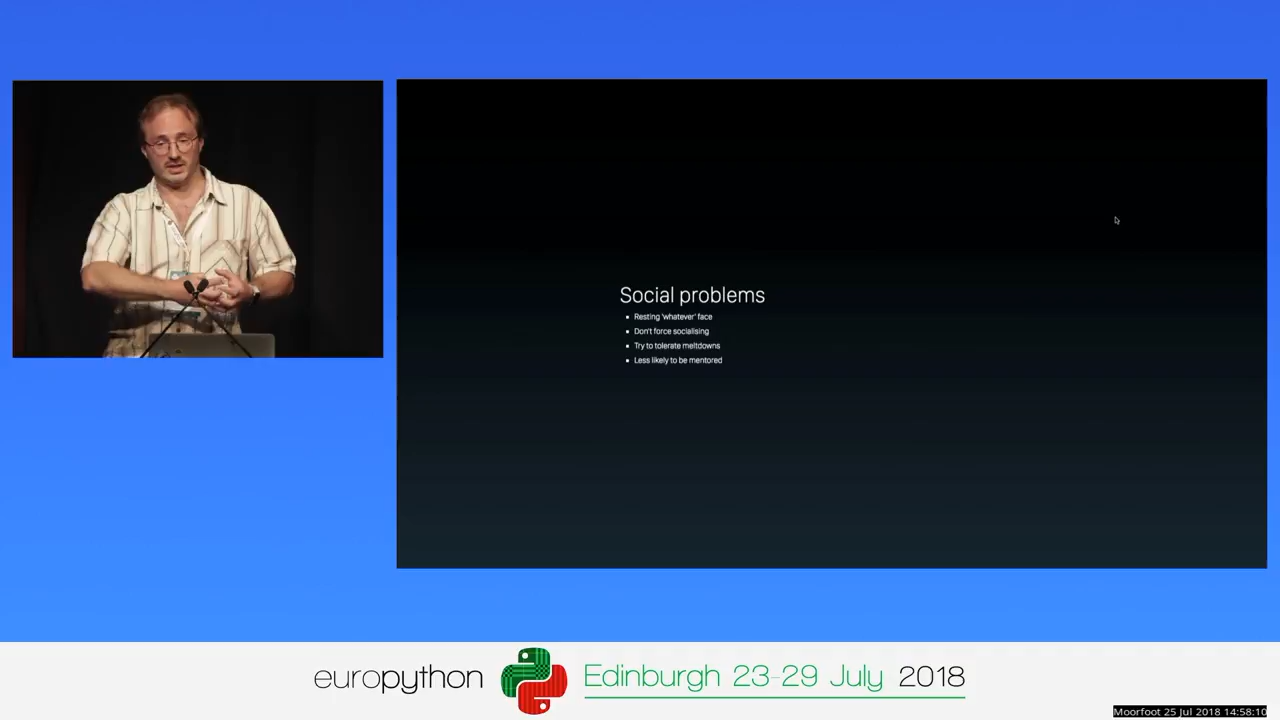 Social problems
Resting 'whatever' face
Don't force socialising
Try to tolerate meltdowns
Less likely to be mentored
europython
Edinburgh 23-29 July 2018
Moorfoot 25 Jul 2018 14:58:10